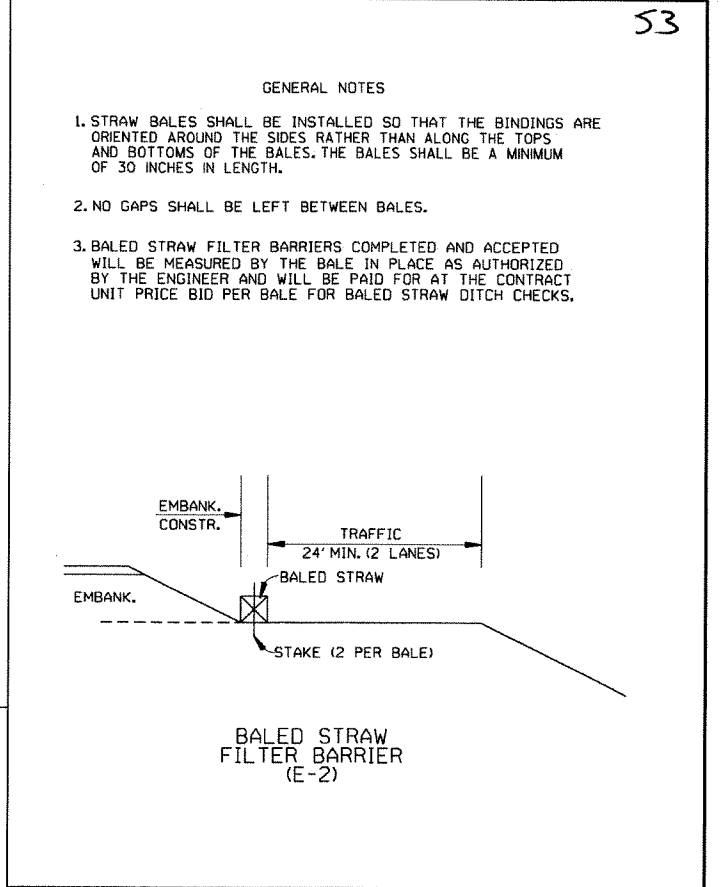 53
GENERAL NOTES
1. STRAW BALES SHALL BE INSTALLED SO THAT THE BINDINGS ARE
ORIENTED AROUND THE SIDES RATHER THAN ALONG THE TOPS
AND BOTTOMS OF THE BALES. THE BALES SHALL BE A MINIMUM
OF 30 INCHES IN LENGTH.
2. NO GAPS SHALL BE LEFT BETWEEN BALES.
3. BALED STRAW FILTER BARRIERS COMPLETED AND ACCEPTED
WILL BE MEASURED BY THE BALE IN PLACE AS AUTHORIZED
BY THE ENGINEER AND WILL BE PAID FOR AT THE CONTRACT
UNIT PRICE BID PER BALE FOR BALED STRAW DITCH CHECKS.
EMBANK.
CONSTR.
TRAFFIC
24' MIN. (2 LANES)
BALED STRAW
EMBANK.
STAKE (2 PER BALE)
BALED STRAW
FILTER BARRIER
(E-2)